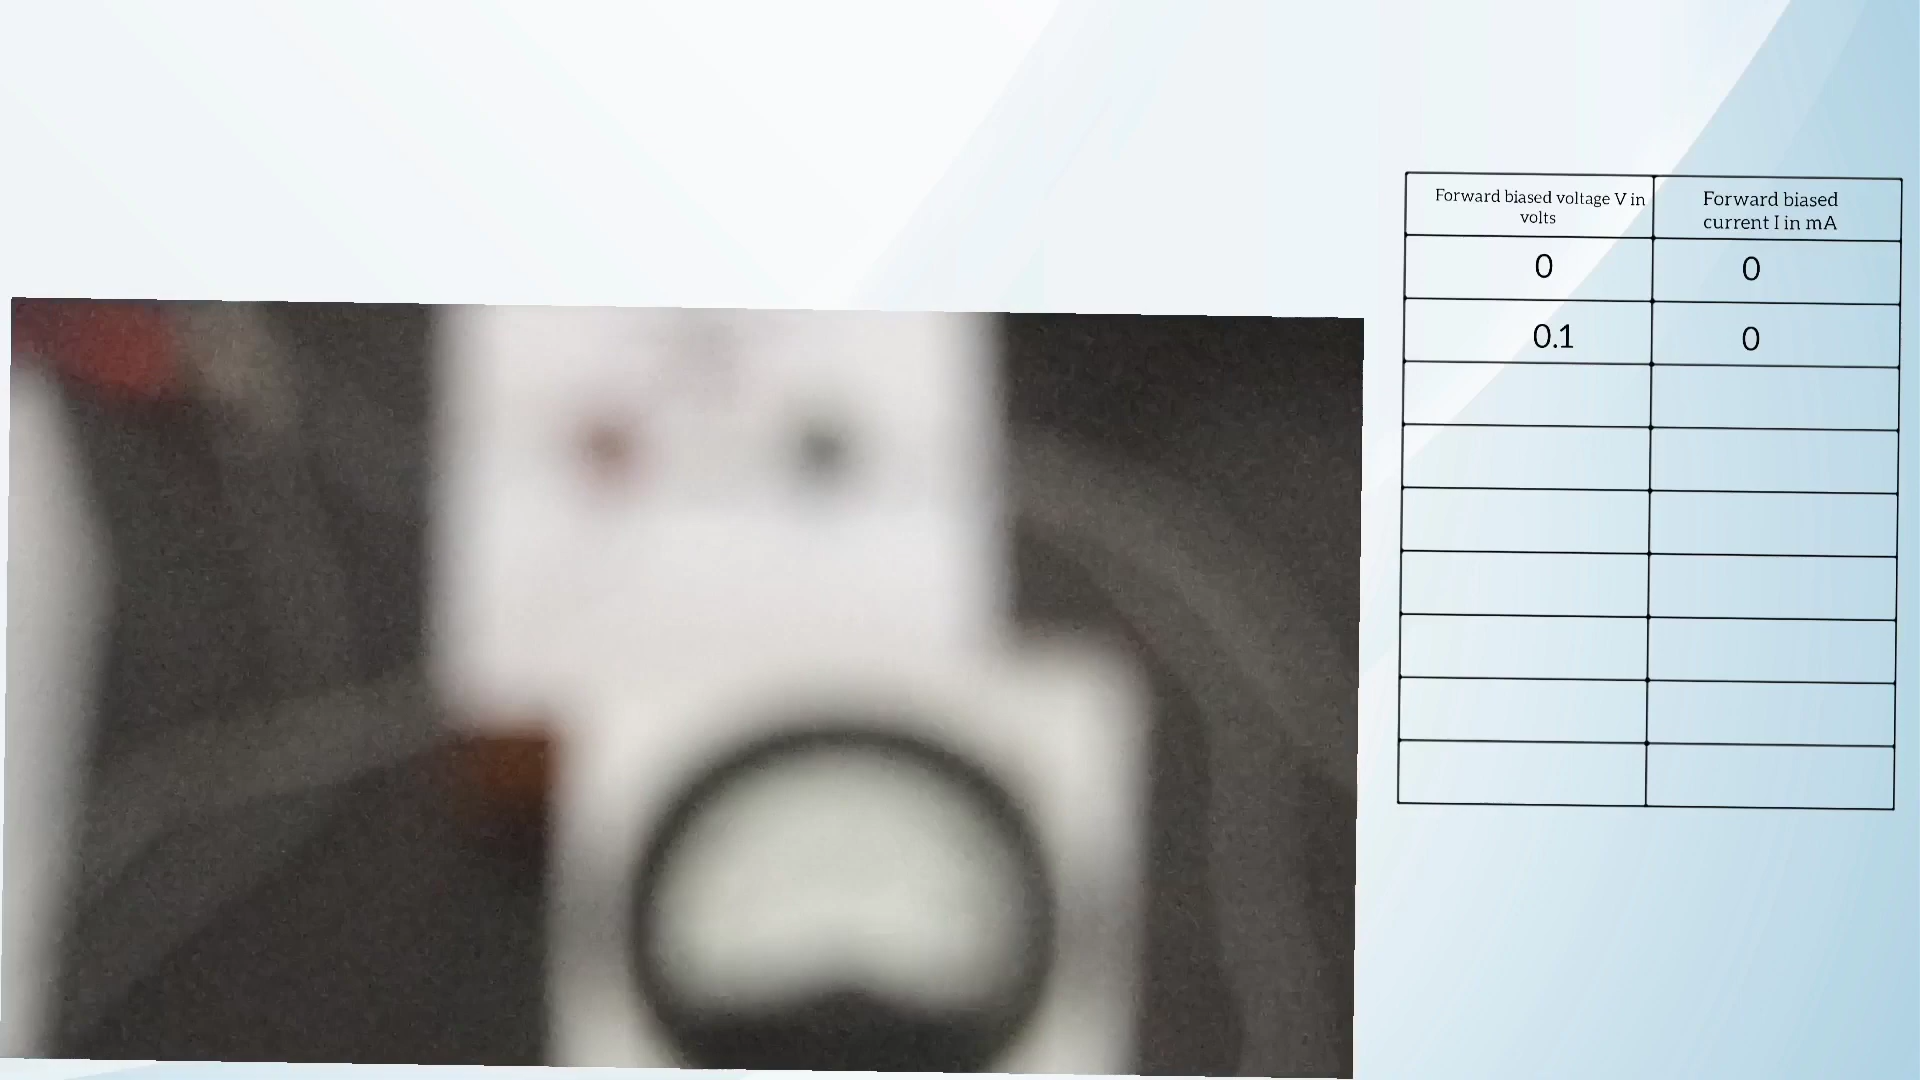 Forward biased voltage V in
volts
Forward biased
current I in mA
0
0
0.1
0